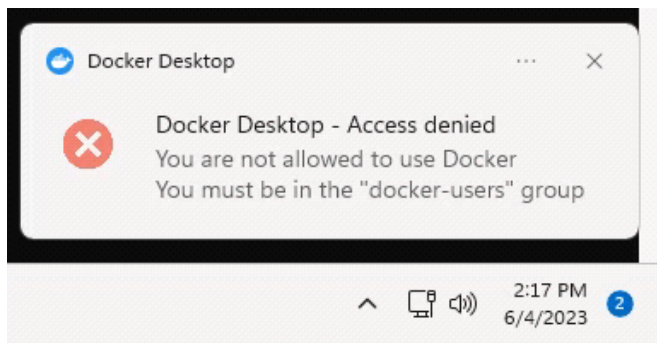 Docker Desktop
Docker Desktop - Access denied
You are not allowed to use Docker
You must be in the "docker-users" group
2:17 PM
6/4/2023
2